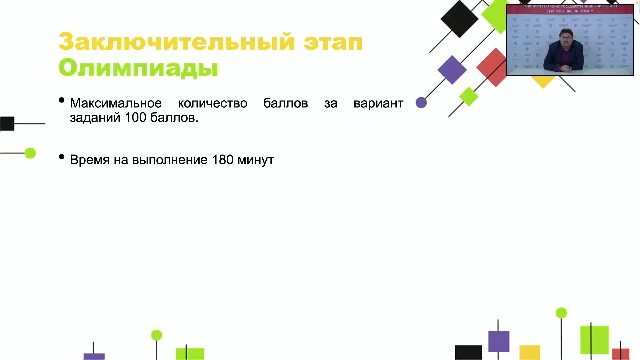 Заключительный этап
Олимпиады
• Максимальное количество баллов за вариант
заданий 100 баллов.
• Время на выполнение 180 минут